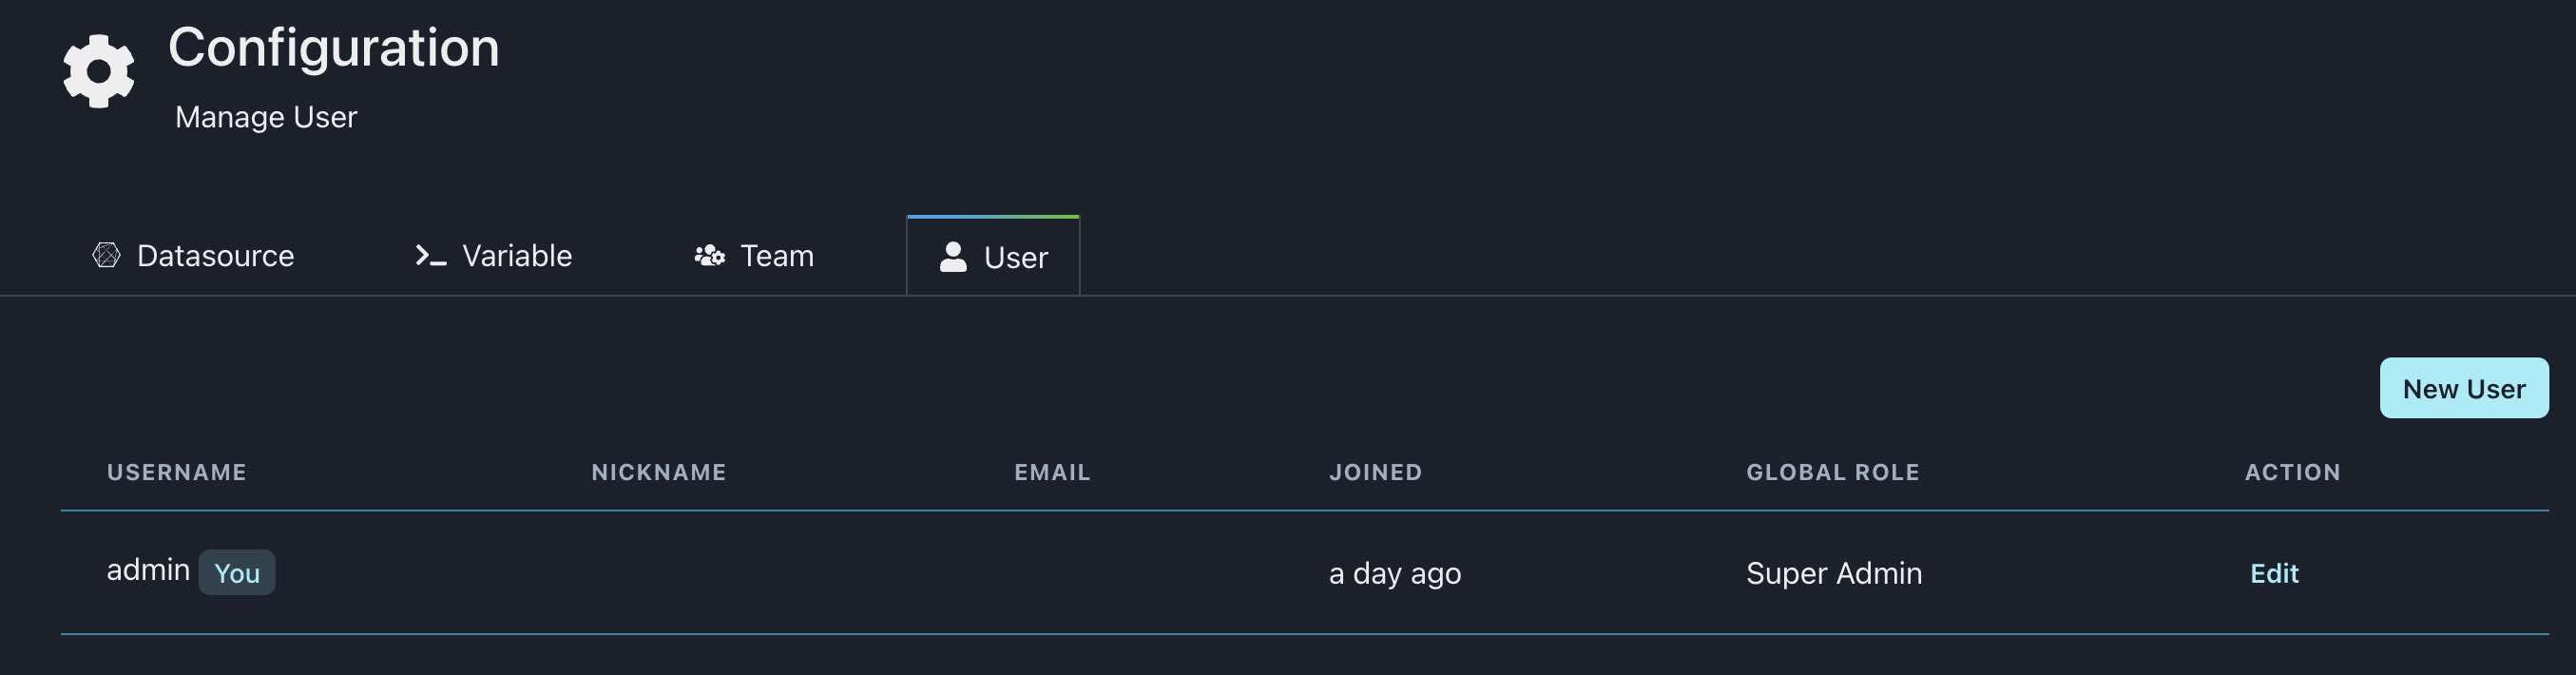 Configuration
Manage User
Datasource Variable Team User
New User
USERNAME NICKNAME EMAIL JOINED GLOBAL ROLE ACTION
admin You a day ago Super Admin Edit